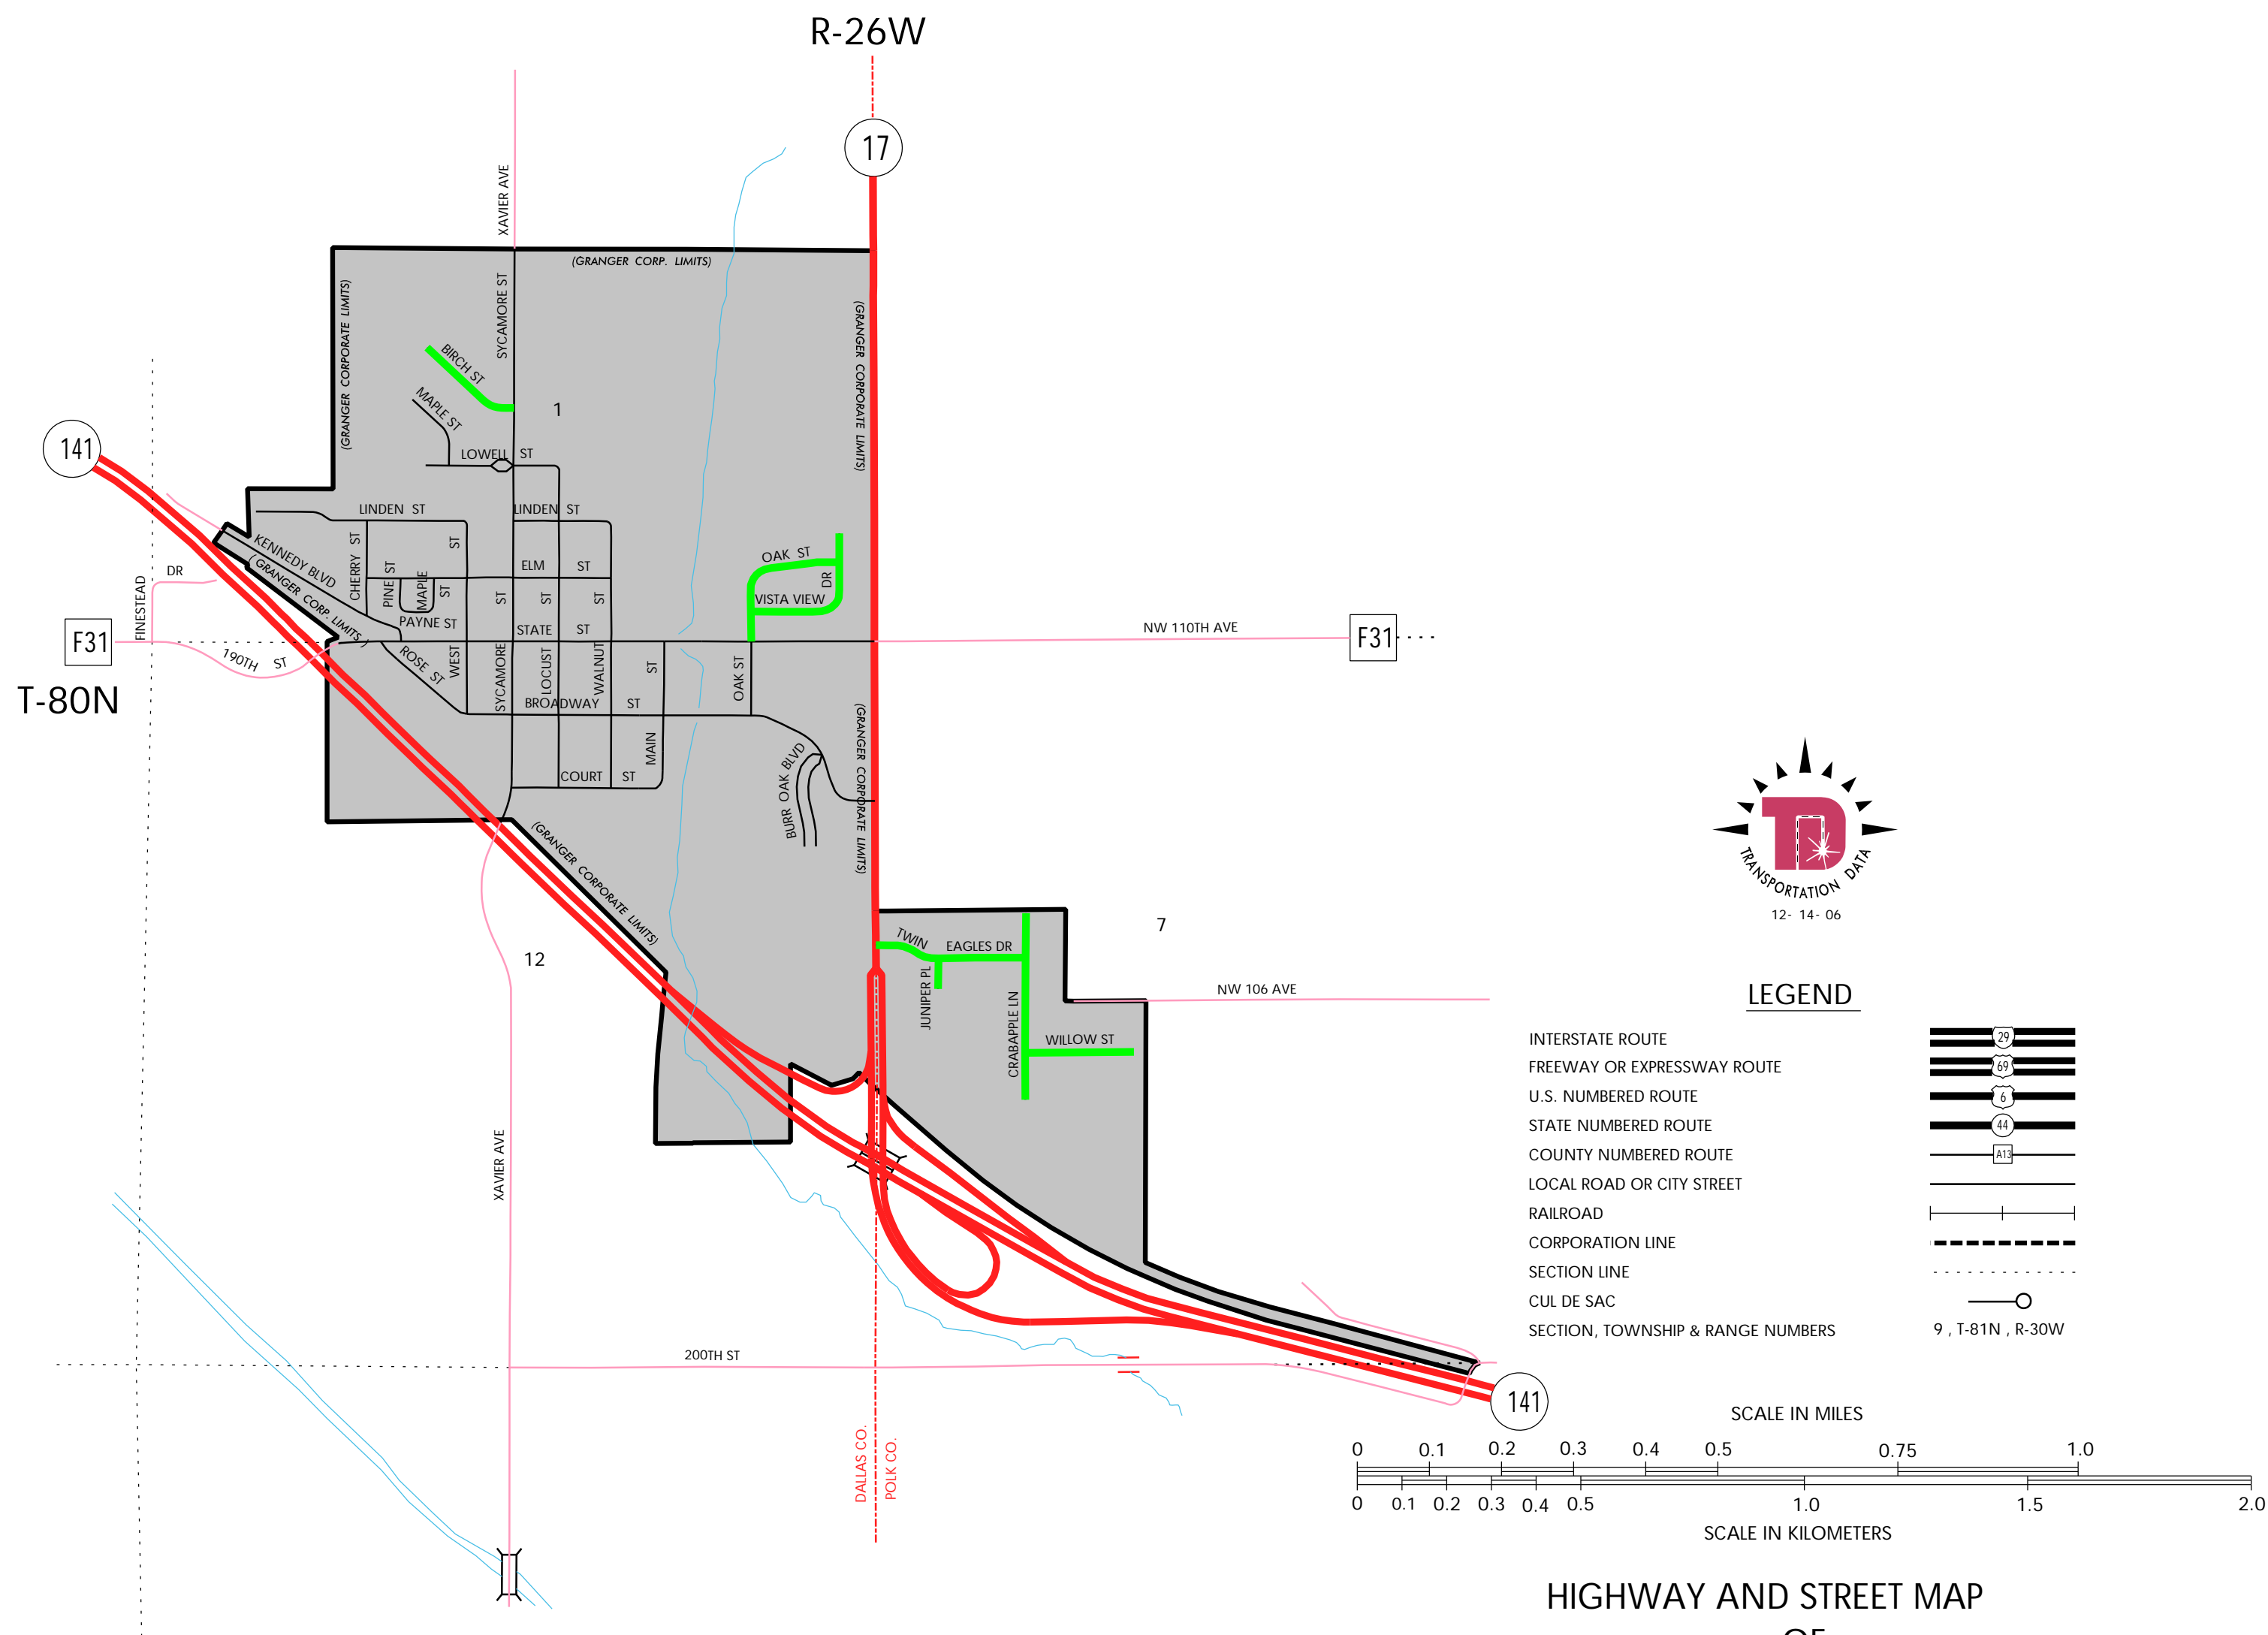 R-26W
17
XAVIER AVE
(GRANGER CORP. LIMITS)
(GRANGER CORPORATE LIMITS)
SYCAMORE ST
(GRANGER CORPORATE LIMITS)
BIRCH ST
MAPLE ST
1
141
LOWELL ST
LINDEN ST
LINDEN ST
KENNEDY BLVD
(GRANGER CORP. LIMITS)
CHERRY ST
PINE ST
MAPLE ST
ST
ELM ST
OAK ST
VISTA VIEW
DR
FINESTEAD
DR
ST
ST
ST
PAYNE ST
STATE ST
NW 110TH AVE
F31
F31
190TH ST
T-80N
ROSE ST
WEST
SYCAMORE
LOCUST
WALNUT
ST
OAK ST
BROADWAY ST
MAIN
(GRANGER CORPORATE LIMITS)
BURR OAK BLVD
COURT ST
(GRANGER CORPORATE LIMITS)
TRANSPORTATION DATA
12- 14- 06
7
TWIN EAGLES DR
12
JUNIPER PL
CRABAPPLE LN
NW 106 AVE
WILLOW ST
XAVIER AVE
200TH ST
DALLAS CO.
POLK CO.
141
LEGEND
INTERSTATE ROUTE 29
FREEWAY OR EXPRESSWAY ROUTE 69
U.S. NUMBERED ROUTE 6
STATE NUMBERED ROUTE 44
COUNTY NUMBERED ROUTE A13
LOCAL ROAD OR CITY STREET
RAILROAD
CORPORATION LINE
SECTION LINE
CUL DE SAC
SECTION, TOWNSHIP & RANGE NUMBERS 9 , T-81N , R-30W
SCALE IN MILES
0 0.1 0.2 0.3 0.4 0.5 0.75 1.0
0 0.1 0.2 0.3 0.4 0.5 1.0 1.5 2.0
SCALE IN KILOMETERS
HIGHWAY AND STREET MAP
OF